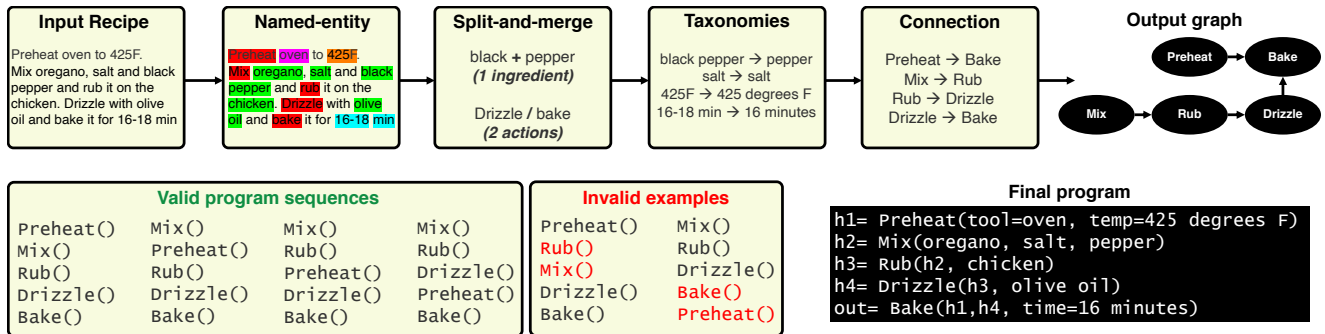 Input Recipe
Preheat oven to 425F.
Mix oregano, salt and black
pepper and rub it on the
chicken. Drizzle with olive
oil and bake it for 16-18 min
Named-entity
Preheat oven to 425F.
Mix oregano, salt and black
pepper and rub it on the
chicken. Drizzle with olive
oil and bake it for 16-18 min
Split-and-merge
black + pepper
(1 ingredient)
Drizzle / bake
(2 actions)
Taxonomies
black pepper → pepper
salt → salt
425F → 425 degrees F
16-18 min → 16 minutes
Connection
Preheat → Bake
Mix → Rub
Rub → Drizzle
Drizzle → Bake
Output graph
Preheat
Bake
Mix
Rub
Drizzle
Valid program sequences
Preheat() Mix() Mix() Mix()
Mix() Preheat() Rub() Rub()
Rub() Rub() Preheat() Drizzle()
Drizzle() Drizzle() Drizzle() Preheat()
Bake() Bake() Bake() Bake()
Invalid examples
Preheat() Mix()
Rub() Rub()
Mix() Drizzle()
Drizzle() Bake()
Bake() Preheat()
Final program
h1= Preheat(tool=oven, temp=425 degrees F)
h2= Mix(oregano, salt, pepper)
h3= Rub(h2, chicken)
h4= Drizzle(h3, olive oil)
out= Bake(h1,h4, time=16 minutes)